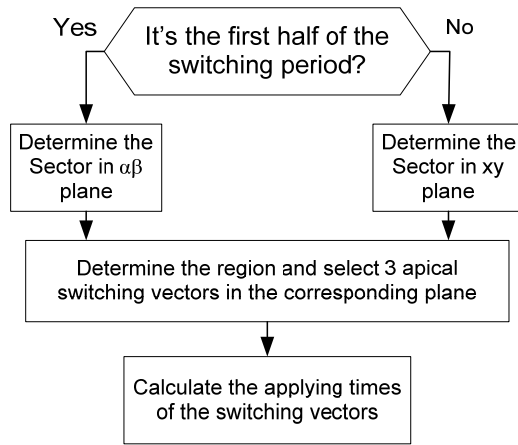 Yes
It's the first half of the
switching period?
No
Determine the
Sector in αβ
plane
Determine the
Sector in xy
plane
Determine the region and select 3 apical
switching vectors in the corresponding plane
Calculate the applying times
of the switching vectors